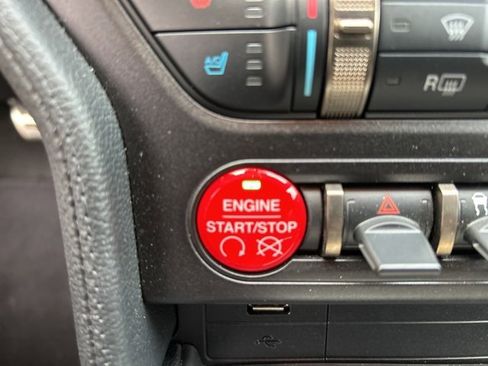 A/C
R
ENGINE
START/STOP